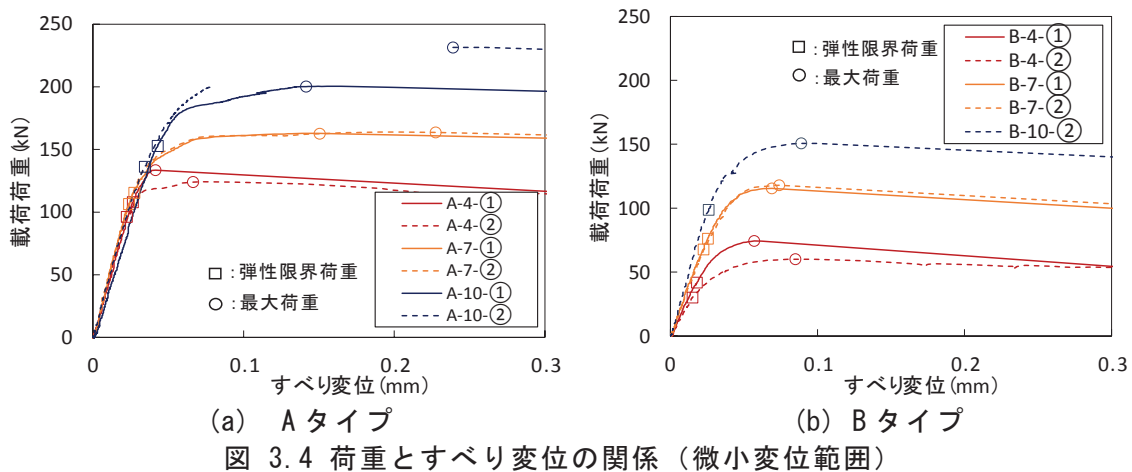 250
200
150
100
50
0
載荷荷重(kN)
0
0.1
0.2
0.3
すべり変位(mm)
□:弾性限界荷重
○:最大荷重
A-4-①
A-4-②
A-7-①
A-7-②
A-10-①
A-10-②
(a) Aタイプ
250
200
150
100
50
0
載荷荷重(kN)
0
0.1
0.2
0.3
すべり変位(mm)
□:弾性限界荷重
○:最大荷重
B-4-①
B-4-②
B-7-①
B-7-②
B-10-②
(b) Bタイプ
図 3.4 荷重とすべり変位の関係(微小変位範囲)